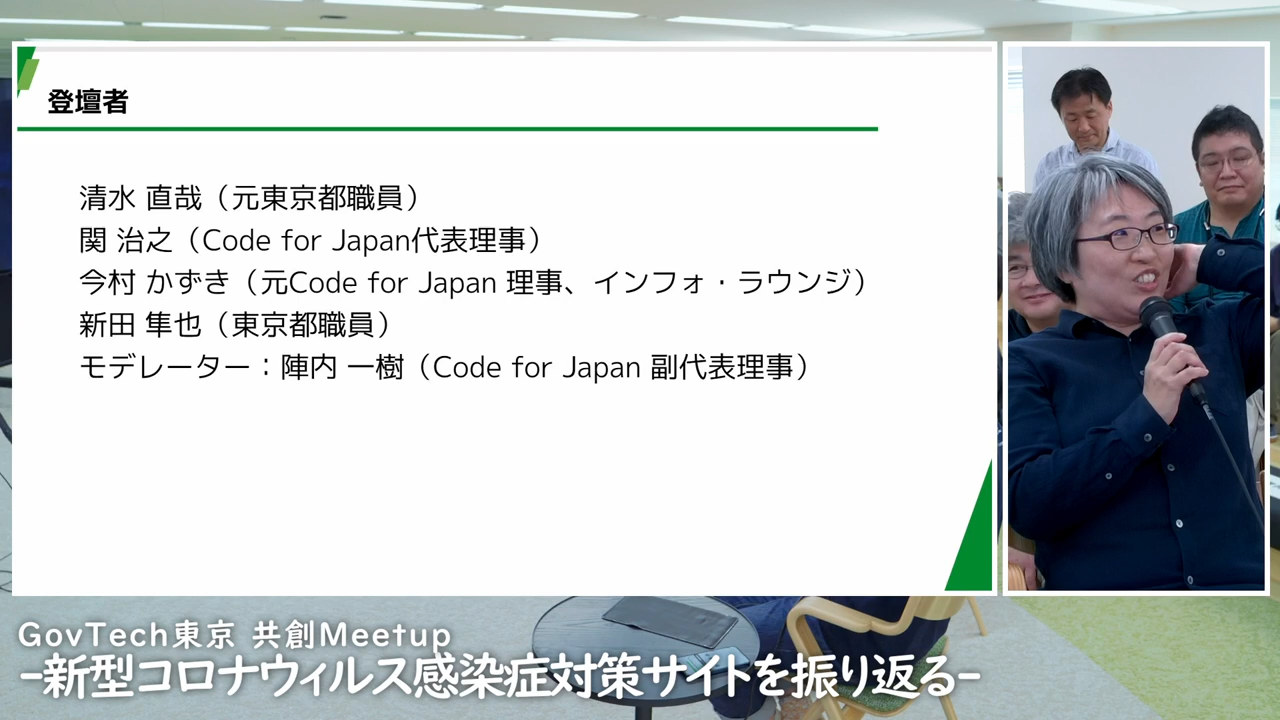 登壇者
清水 直哉（元東京都職員）
関 治之（Code for Japan代表理事）
今村 かずき（元Code for Japan 理事、インフォ・ラウンジ）
新田 隼也（東京都職員）
モデレーター：陣内 一樹（Code for Japan 副代表理事）
GovTech東京 共創Meetup
-新型コロナウィルス感染症対策サイトを振り返る-